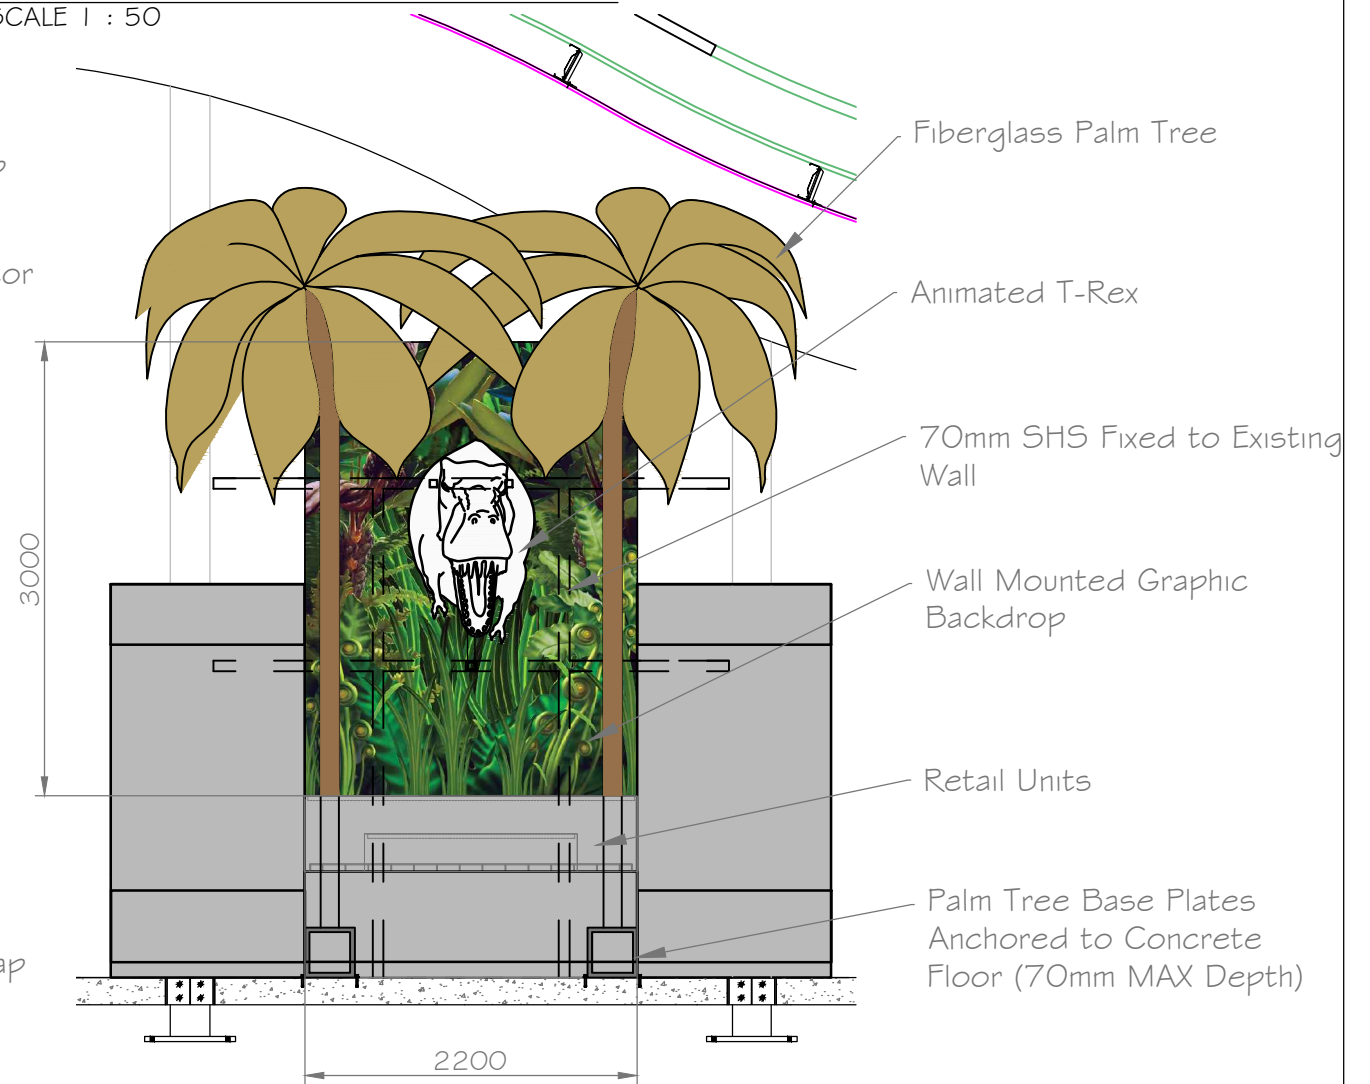 SCALE 1 : 50
Fiberglass Palm Tree
Animated T-Rex
70mm SHS Fixed to Existing
Wall
Wall Mounted Graphic
Backdrop
Retail Units
Palm Tree Base Plates
Anchored to Concrete
Floor (70mm MAX Depth)
3000
2200